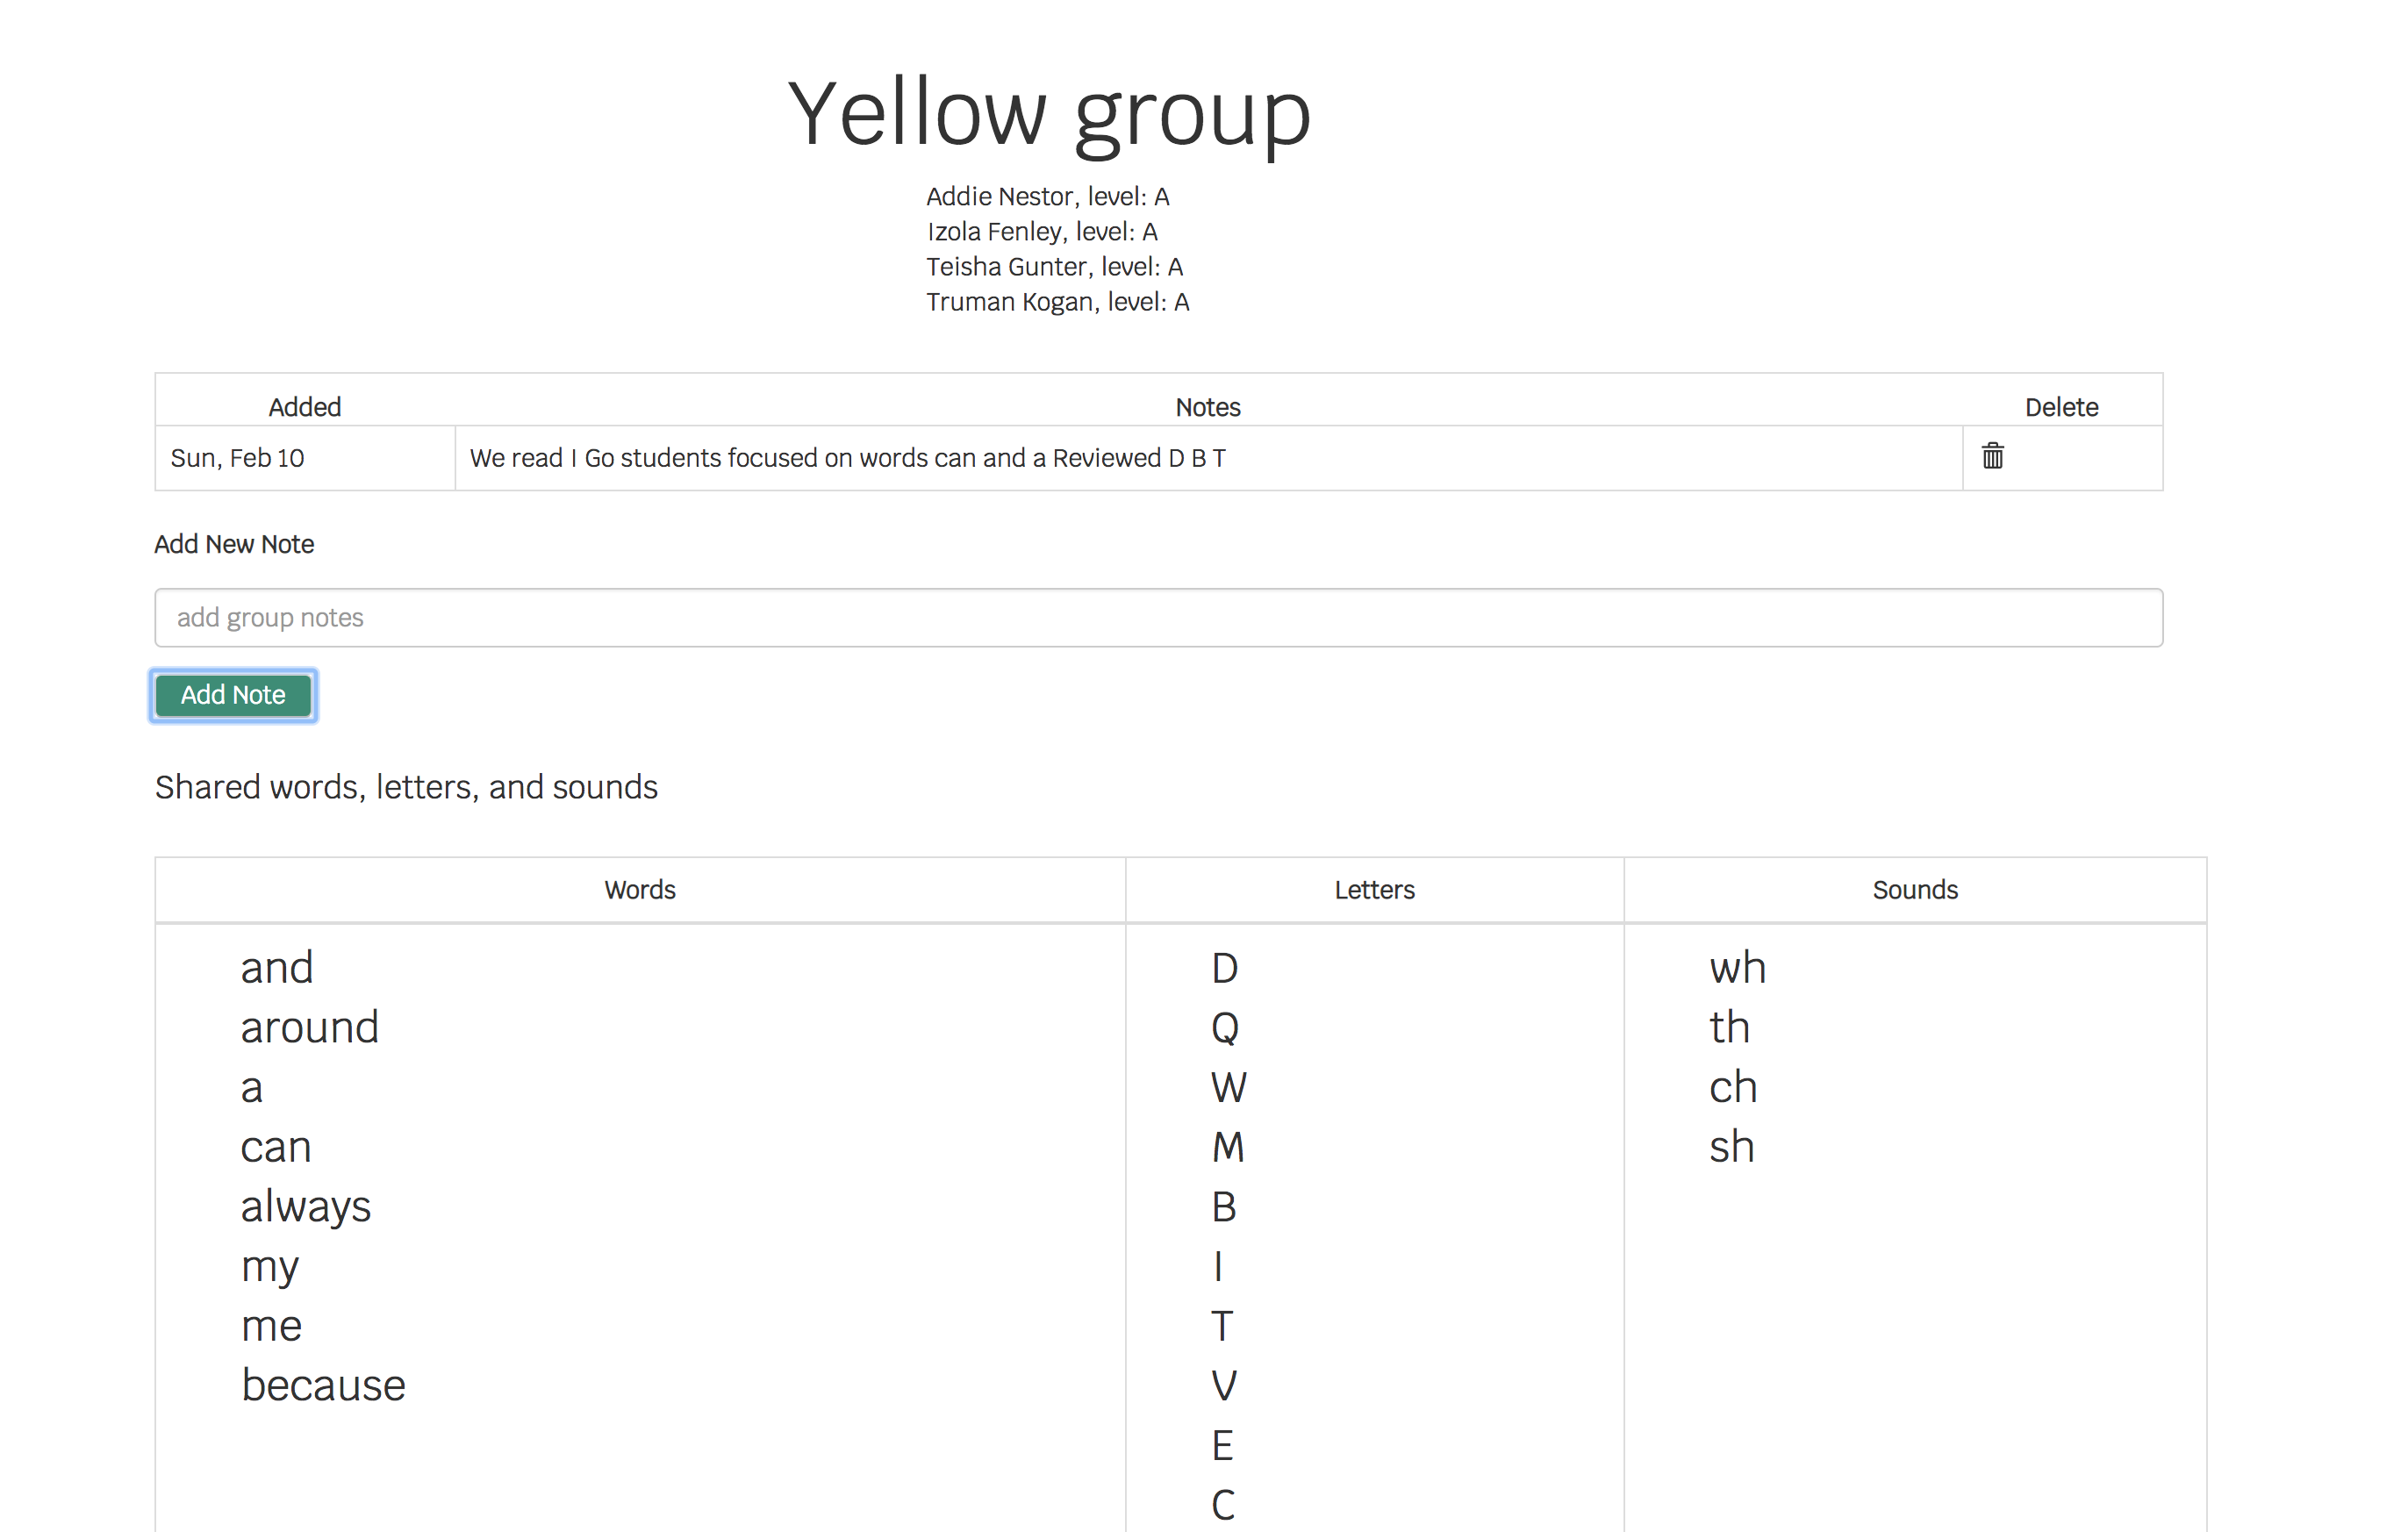 Yellow group
Addie Nestor, level: A
Izola Fenley, level: A
Teisha Gunter, level: A
Truman Kogan, level: A
Added Notes Delete
Sun, Feb 10 We read I Go students focused on words can and a Reviewed D B T
Add New Note
add group notes
Add Note
Shared words, letters, and sounds
Words Letters Sounds
and D wh
around Q th
a W ch
can M sh
always B
my I
me T
because V
E
C